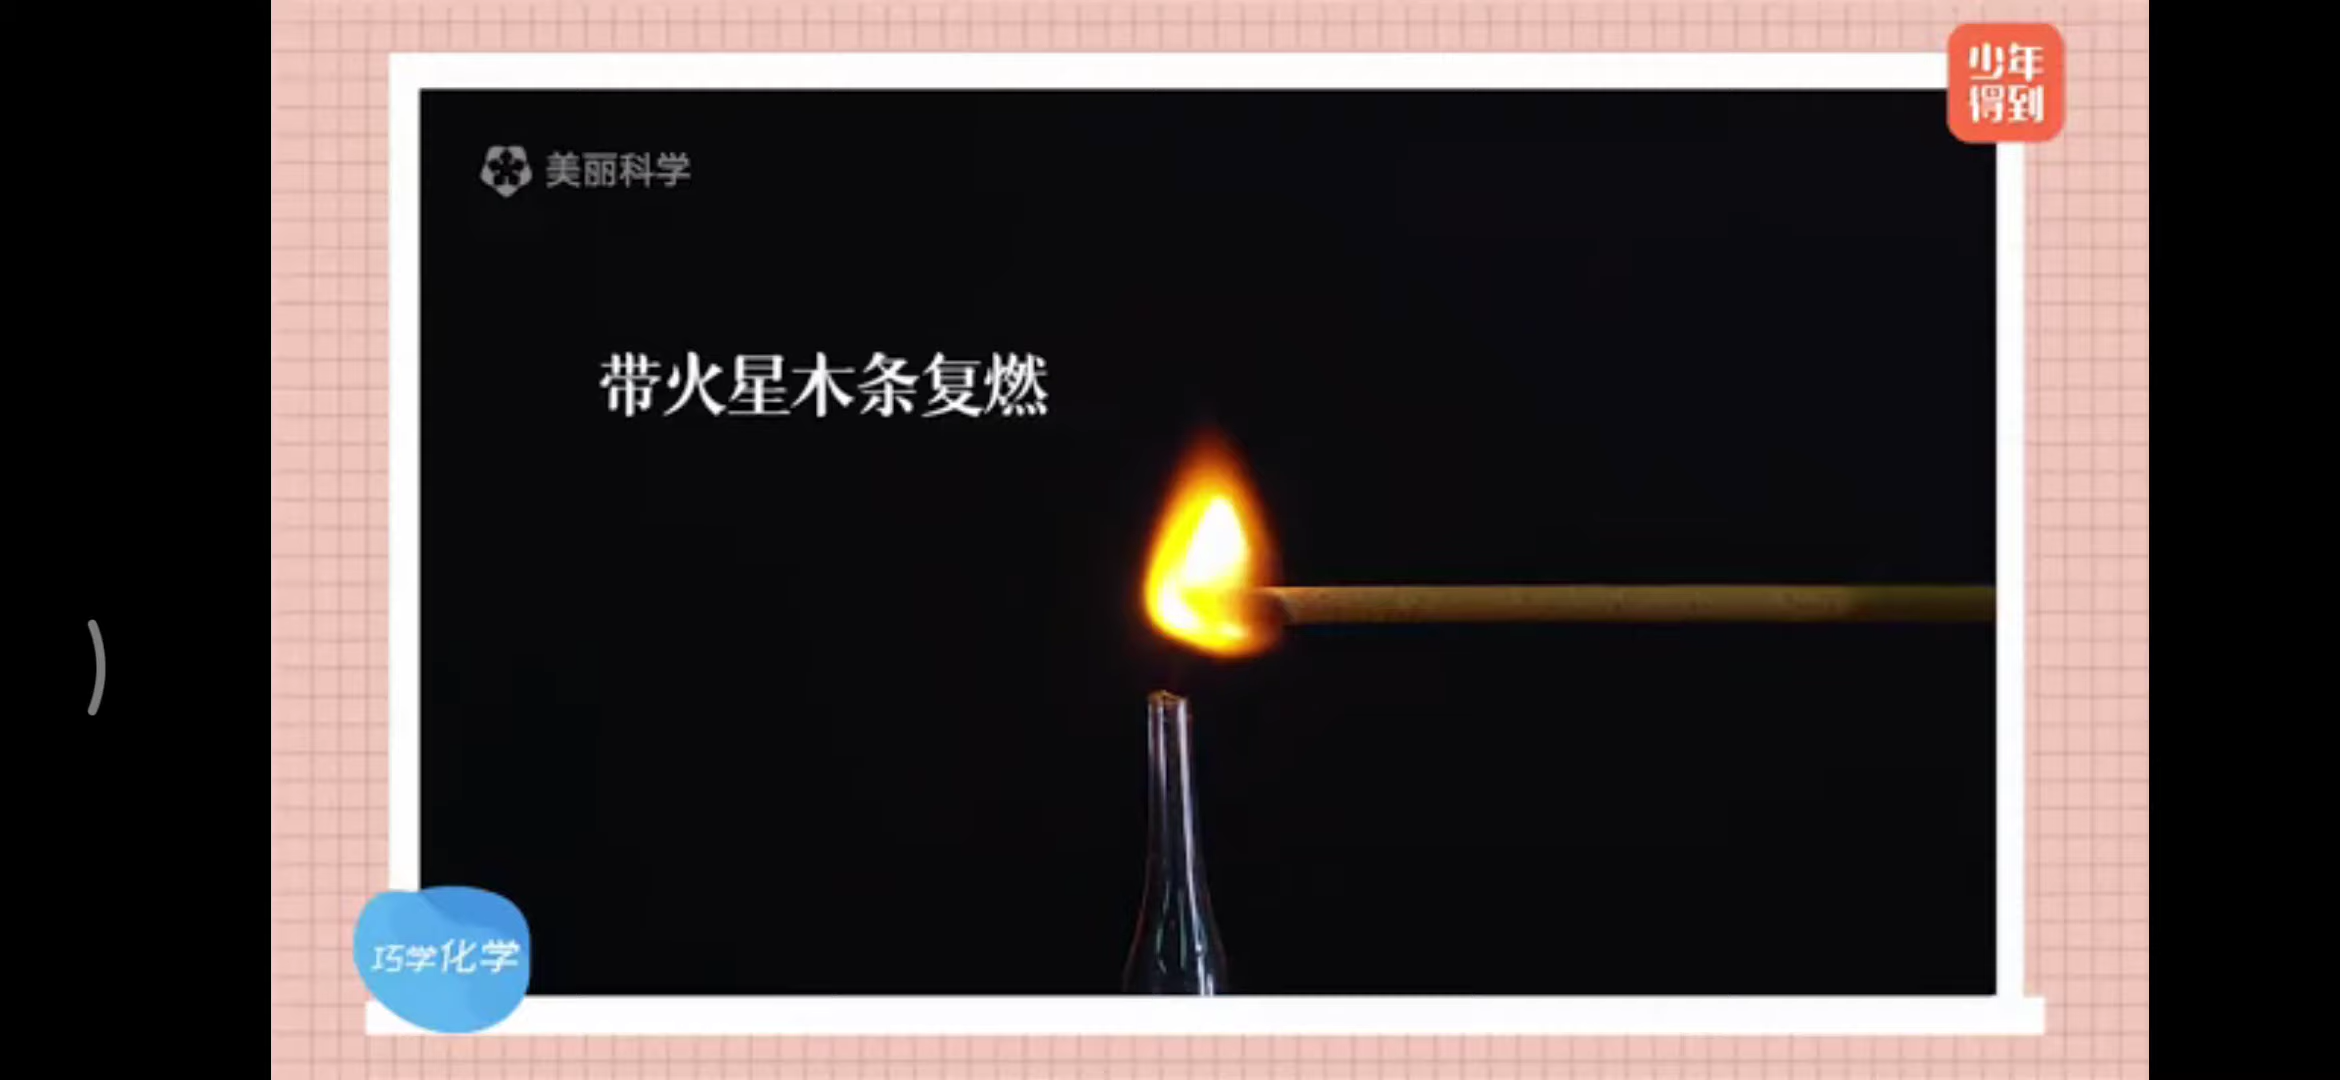 少年
得到
美丽科学
带火星木条复燃
巧学化学